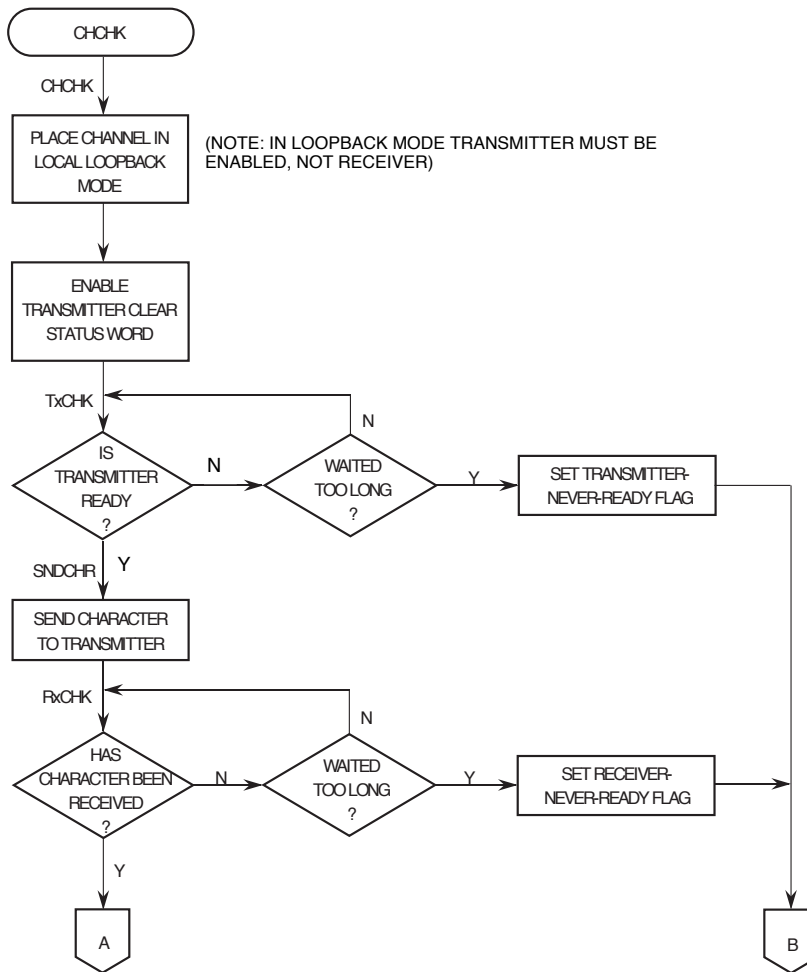 CHCHK
CHCHK
PLACE CHANNEL IN
LOCAL LOOPBACK
MODE
(NOTE: IN LOOPBACK MODE TRANSMITTER MUST BE
ENABLED, NOT RECEIVER)
ENABLE
TRANSMITTER CLEAR
STATUS WORD
TxCHK
N
IS
TRANSMITTER
READY
?
N
WAITED
TOO LONG
?
Y
SET TRANSMITTER-
NEVER-READY FLAG
SNDCHR
Y
SEND CHARACTER
TO TRANSMITTER
RxCHK
N
HAS
CHARACTER BEEN
RECEIVED
?
N
WAITED
TOO LONG
?
Y
SET RECEIVER-
NEVER-READY FLAG
Y
A
B